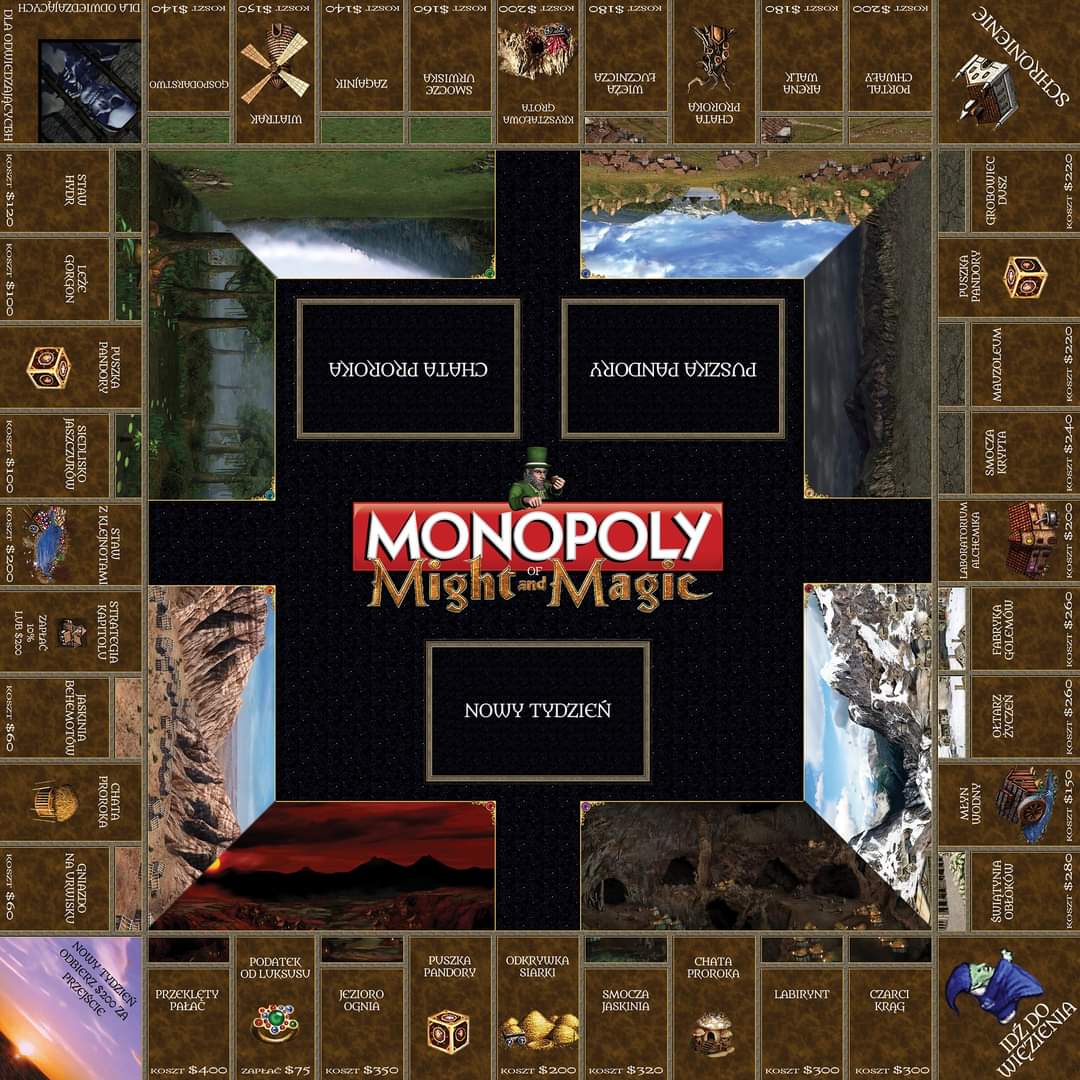 DLA ODWIEDZAJĄCYCH
DLA ODWIEDZAJĄCYCH
KOSZT $140
GOSPODARSTWO
KOSZT $150
WIATRAK
KOSZT $140
ZAGAJNIK
KOSZT $160
SMOCZE
URWISKA
KOSZT $200
KRYSZTAŁOWA
GROTA
KOSZT $180
WIEŻA
ŁUCZNICZA
CHATA
PROROKA
KOSZT $180
ARENA
WALK
KOSZT $200
PORTAL
CHWAŁY
SCHRONIENIE
GROBOWIEC
DUSZ
KOSZT $220
PUSZKA
PANDORY
MAUZOLEUM
KOSZT $220
SMOCZA
KRYPTA
KOSZT $240
LABORATORIUM
ALCHEMIKA
KOSZT $200
FABRYKA
GOLEMÓW
KOSZT $260
OŁTARZ
ŻYCZEŃ
KOSZT $260
MŁYN
WODNY
KOSZT $150
ŚWIĄTYNIA
OBŁOKÓW
KOSZT $280
IDŹ DO
WIĘZIENIA
STAW
HYDR
KOSZT $120
LEŻE
GORGON
KOSZT $100
PUSZKA
PANDORY
SIEDLISKO
JASZCZURÓW
KOSZT $100
STAW
Z KLEJNOTAMI
KOSZT $200
STRATEGIA
KAPITOLU
ZAPŁAĆ
10%
LUB $200
JASKINIA
BEHEMOTÓW
KOSZT $60
CHATA
PROROKA
GNIAZDO
NA URWISKU
KOSZT $60
NOWY TYDZIEŃ
ODBIERZ $200 ZA
PRZEJŚCIE
PRZEKLĘTY
PAŁAC
KOSZT $400
PODATEK
OD LUKSUSU
ZAPŁAĆ $75
JEZIORO
OGNIA
KOSZT $350
PUSZKA
PANDORY
ODKRYWKA
SIARKI
KOSZT $200
SMOCZA
JASKINIA
KOSZT $320
CHATA
PROROKA
LABIRYNT
KOSZT $300
CZARCI
KRĄG
KOSZT $300
CHATA PROROKA
PUSZKA PANDORY
MONOPOLY
OF
Might and Magic
NOWY TYDZIEŃ